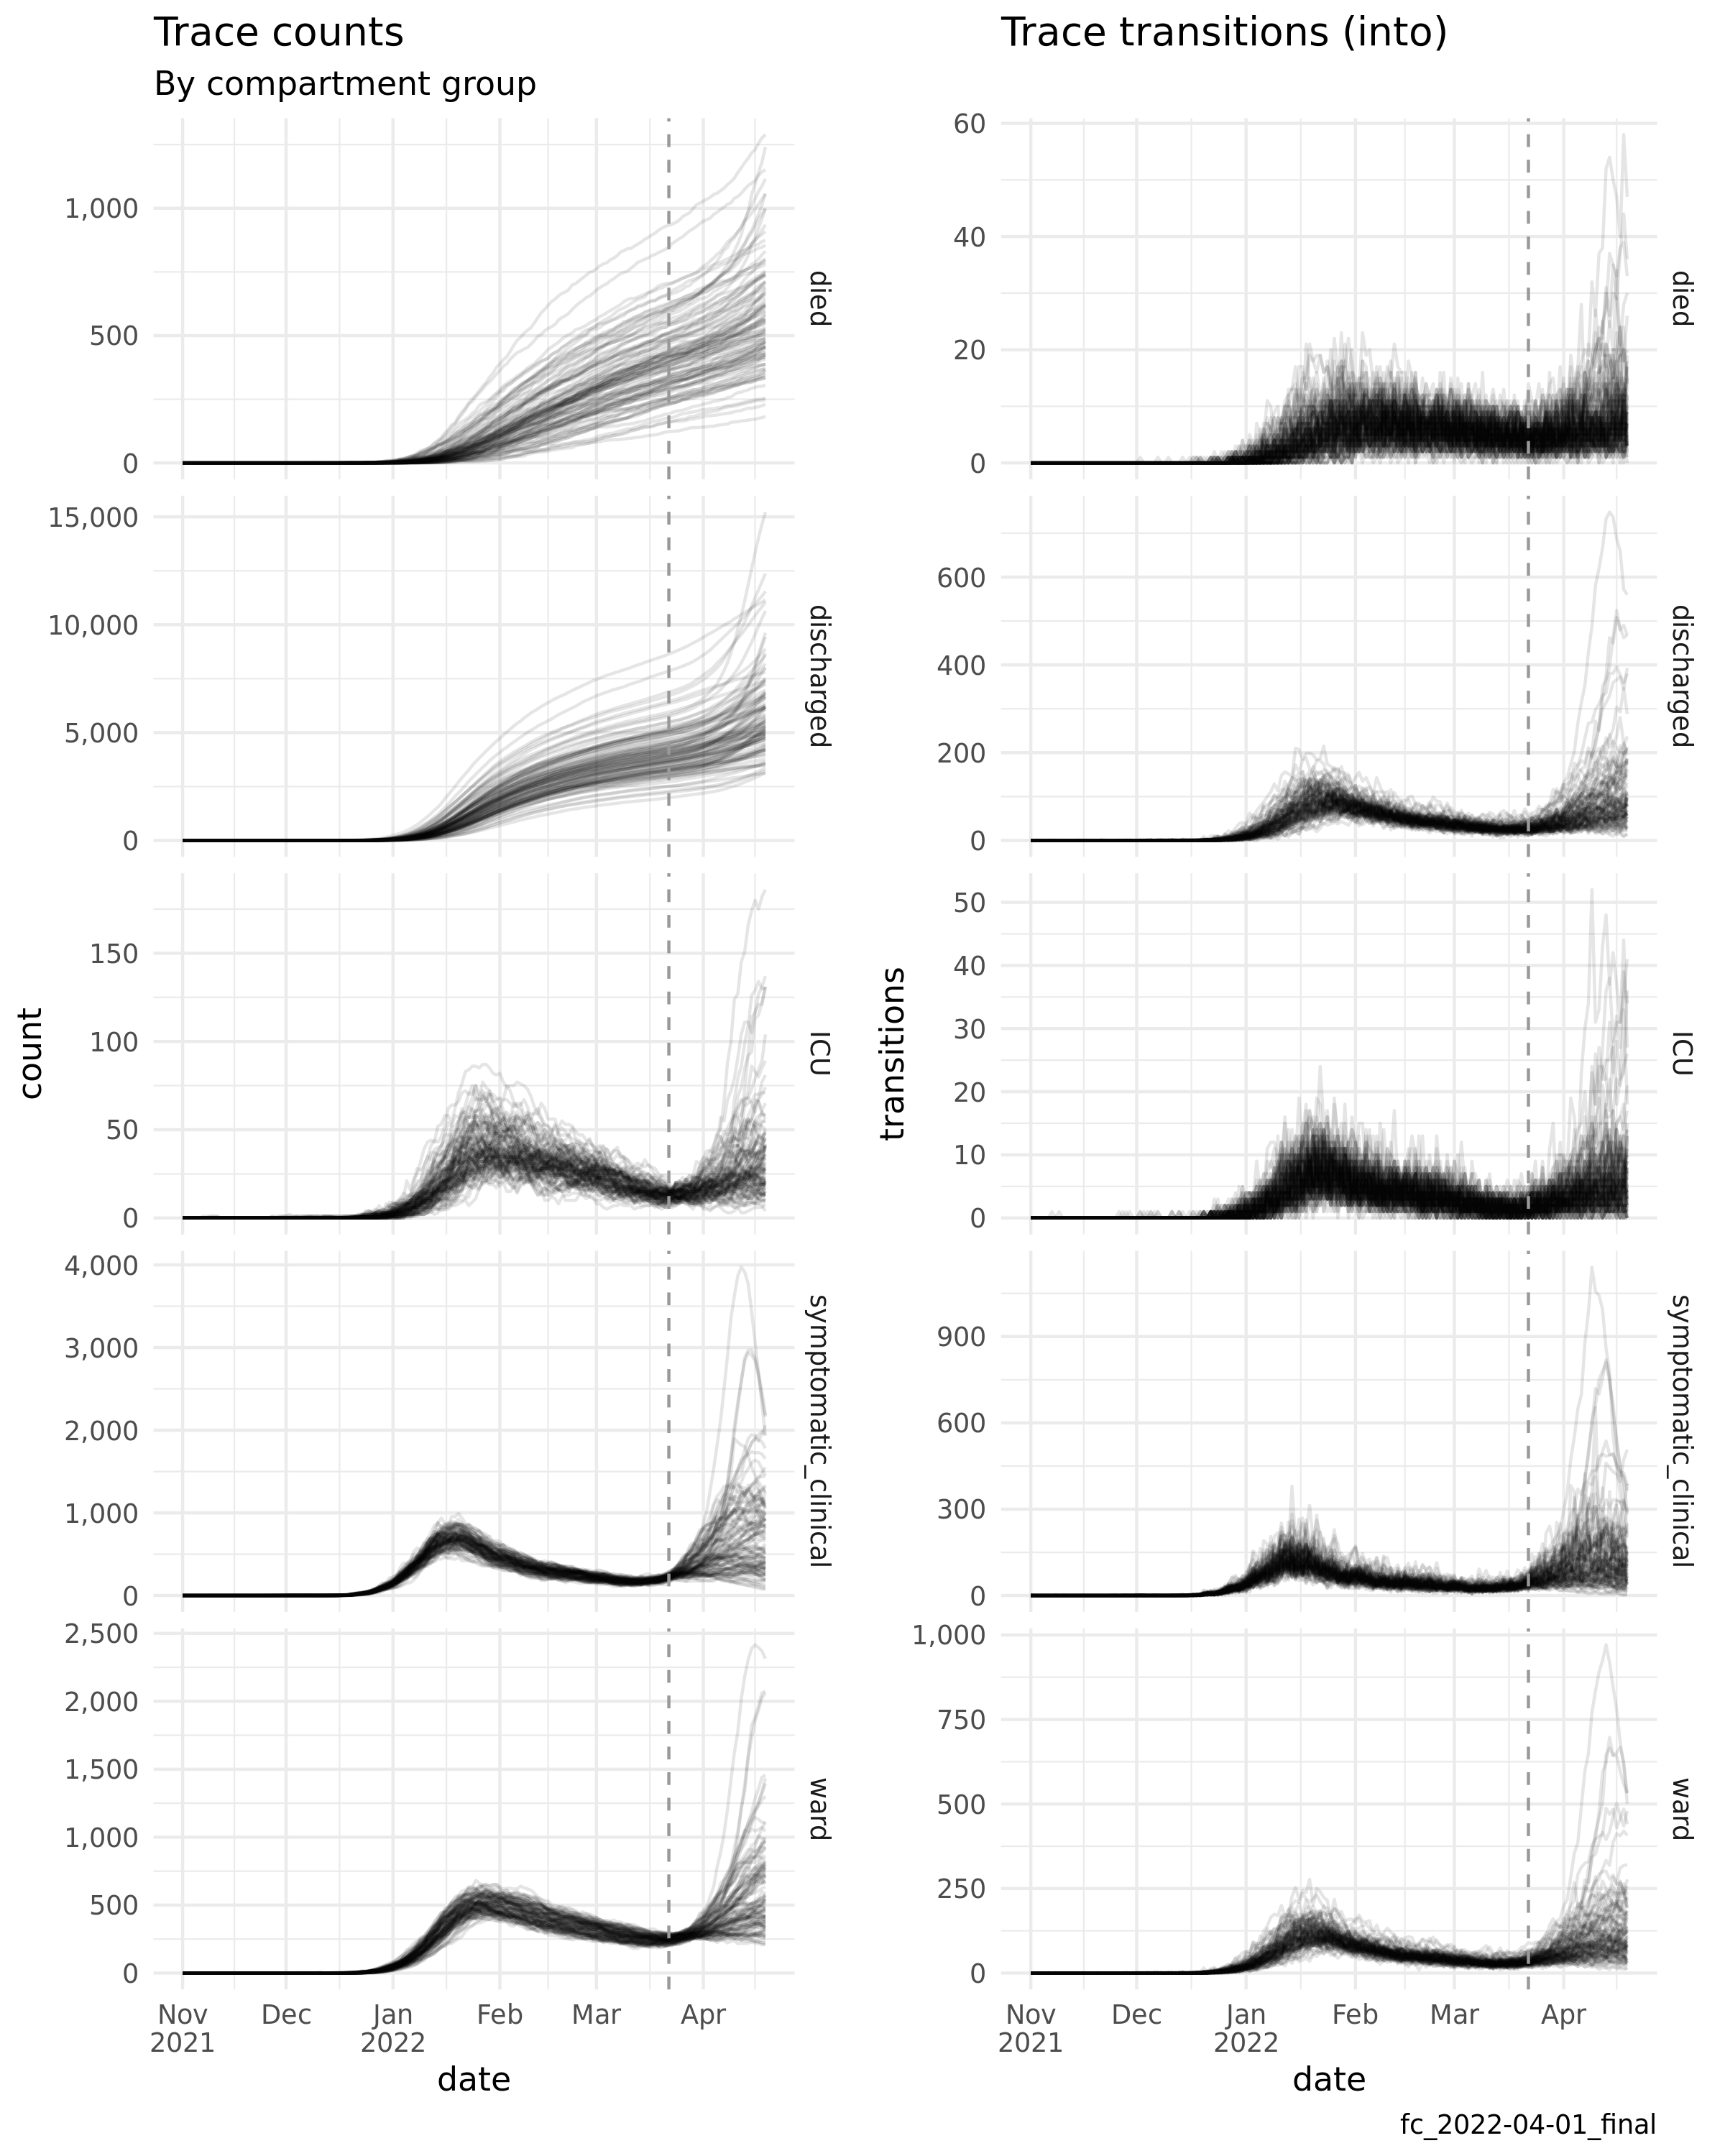 Trace counts
By compartment group
count
1,000
500
0
died
15,000
10,000
5,000
0
discharged
150
100
50
0
ICU
4,000
3,000
2,000
1,000
0
symptomatic_clinical
2,500
2,000
1,500
1,000
500
0
ward
Nov Dec Jan Feb Mar Apr
2021 2022
date
Trace transitions (into)
transitions
60
40
20
0
died
600
400
200
0
discharged
50
40
30
20
10
0
ICU
900
600
300
0
symptomatic_clinical
1,000
750
500
250
0
ward
Nov Dec Jan Feb Mar Apr
2021 2022
date
fc_2022-04-01_final